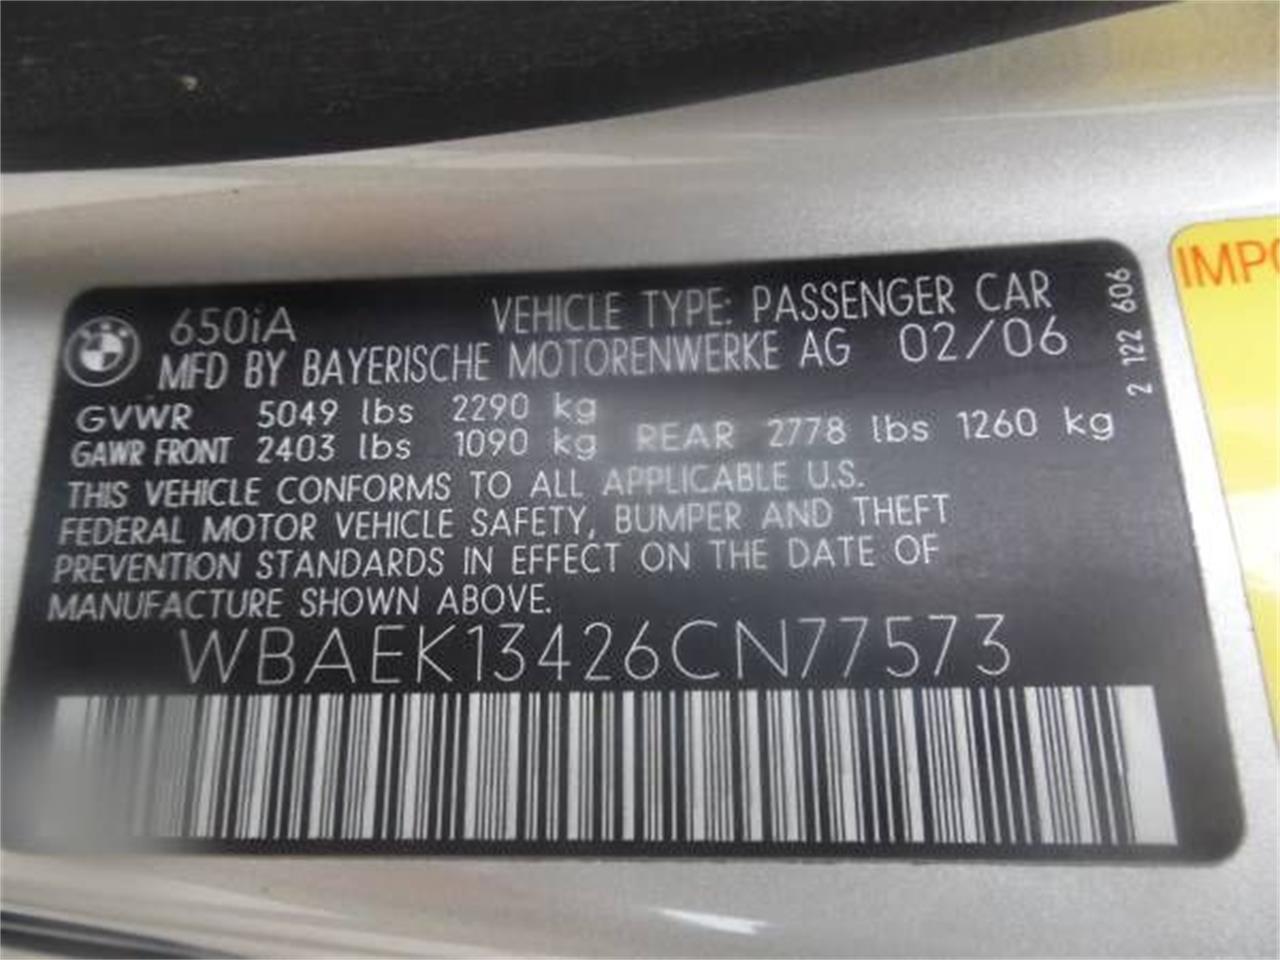 650iA VEHICLE TYPE: PASSENGER CAR
MFD BY BAYERISCHE MOTORENWERKE AG 02/06
GVWR 5049 lbs 2290 kg
GAWR FRONT 2403 lbs 1090 kg REAR 2778 lbs 1260 kg
THIS VEHICLE CONFORMS TO ALL APPLICABLE U.S.
FEDERAL MOTOR VEHICLE SAFETY, BUMPER AND THEFT
PREVENTION STANDARDS IN EFFECT ON THE DATE OF
MANUFACTURE SHOWN ABOVE.
WBAEK13426CN77573
2 122 606